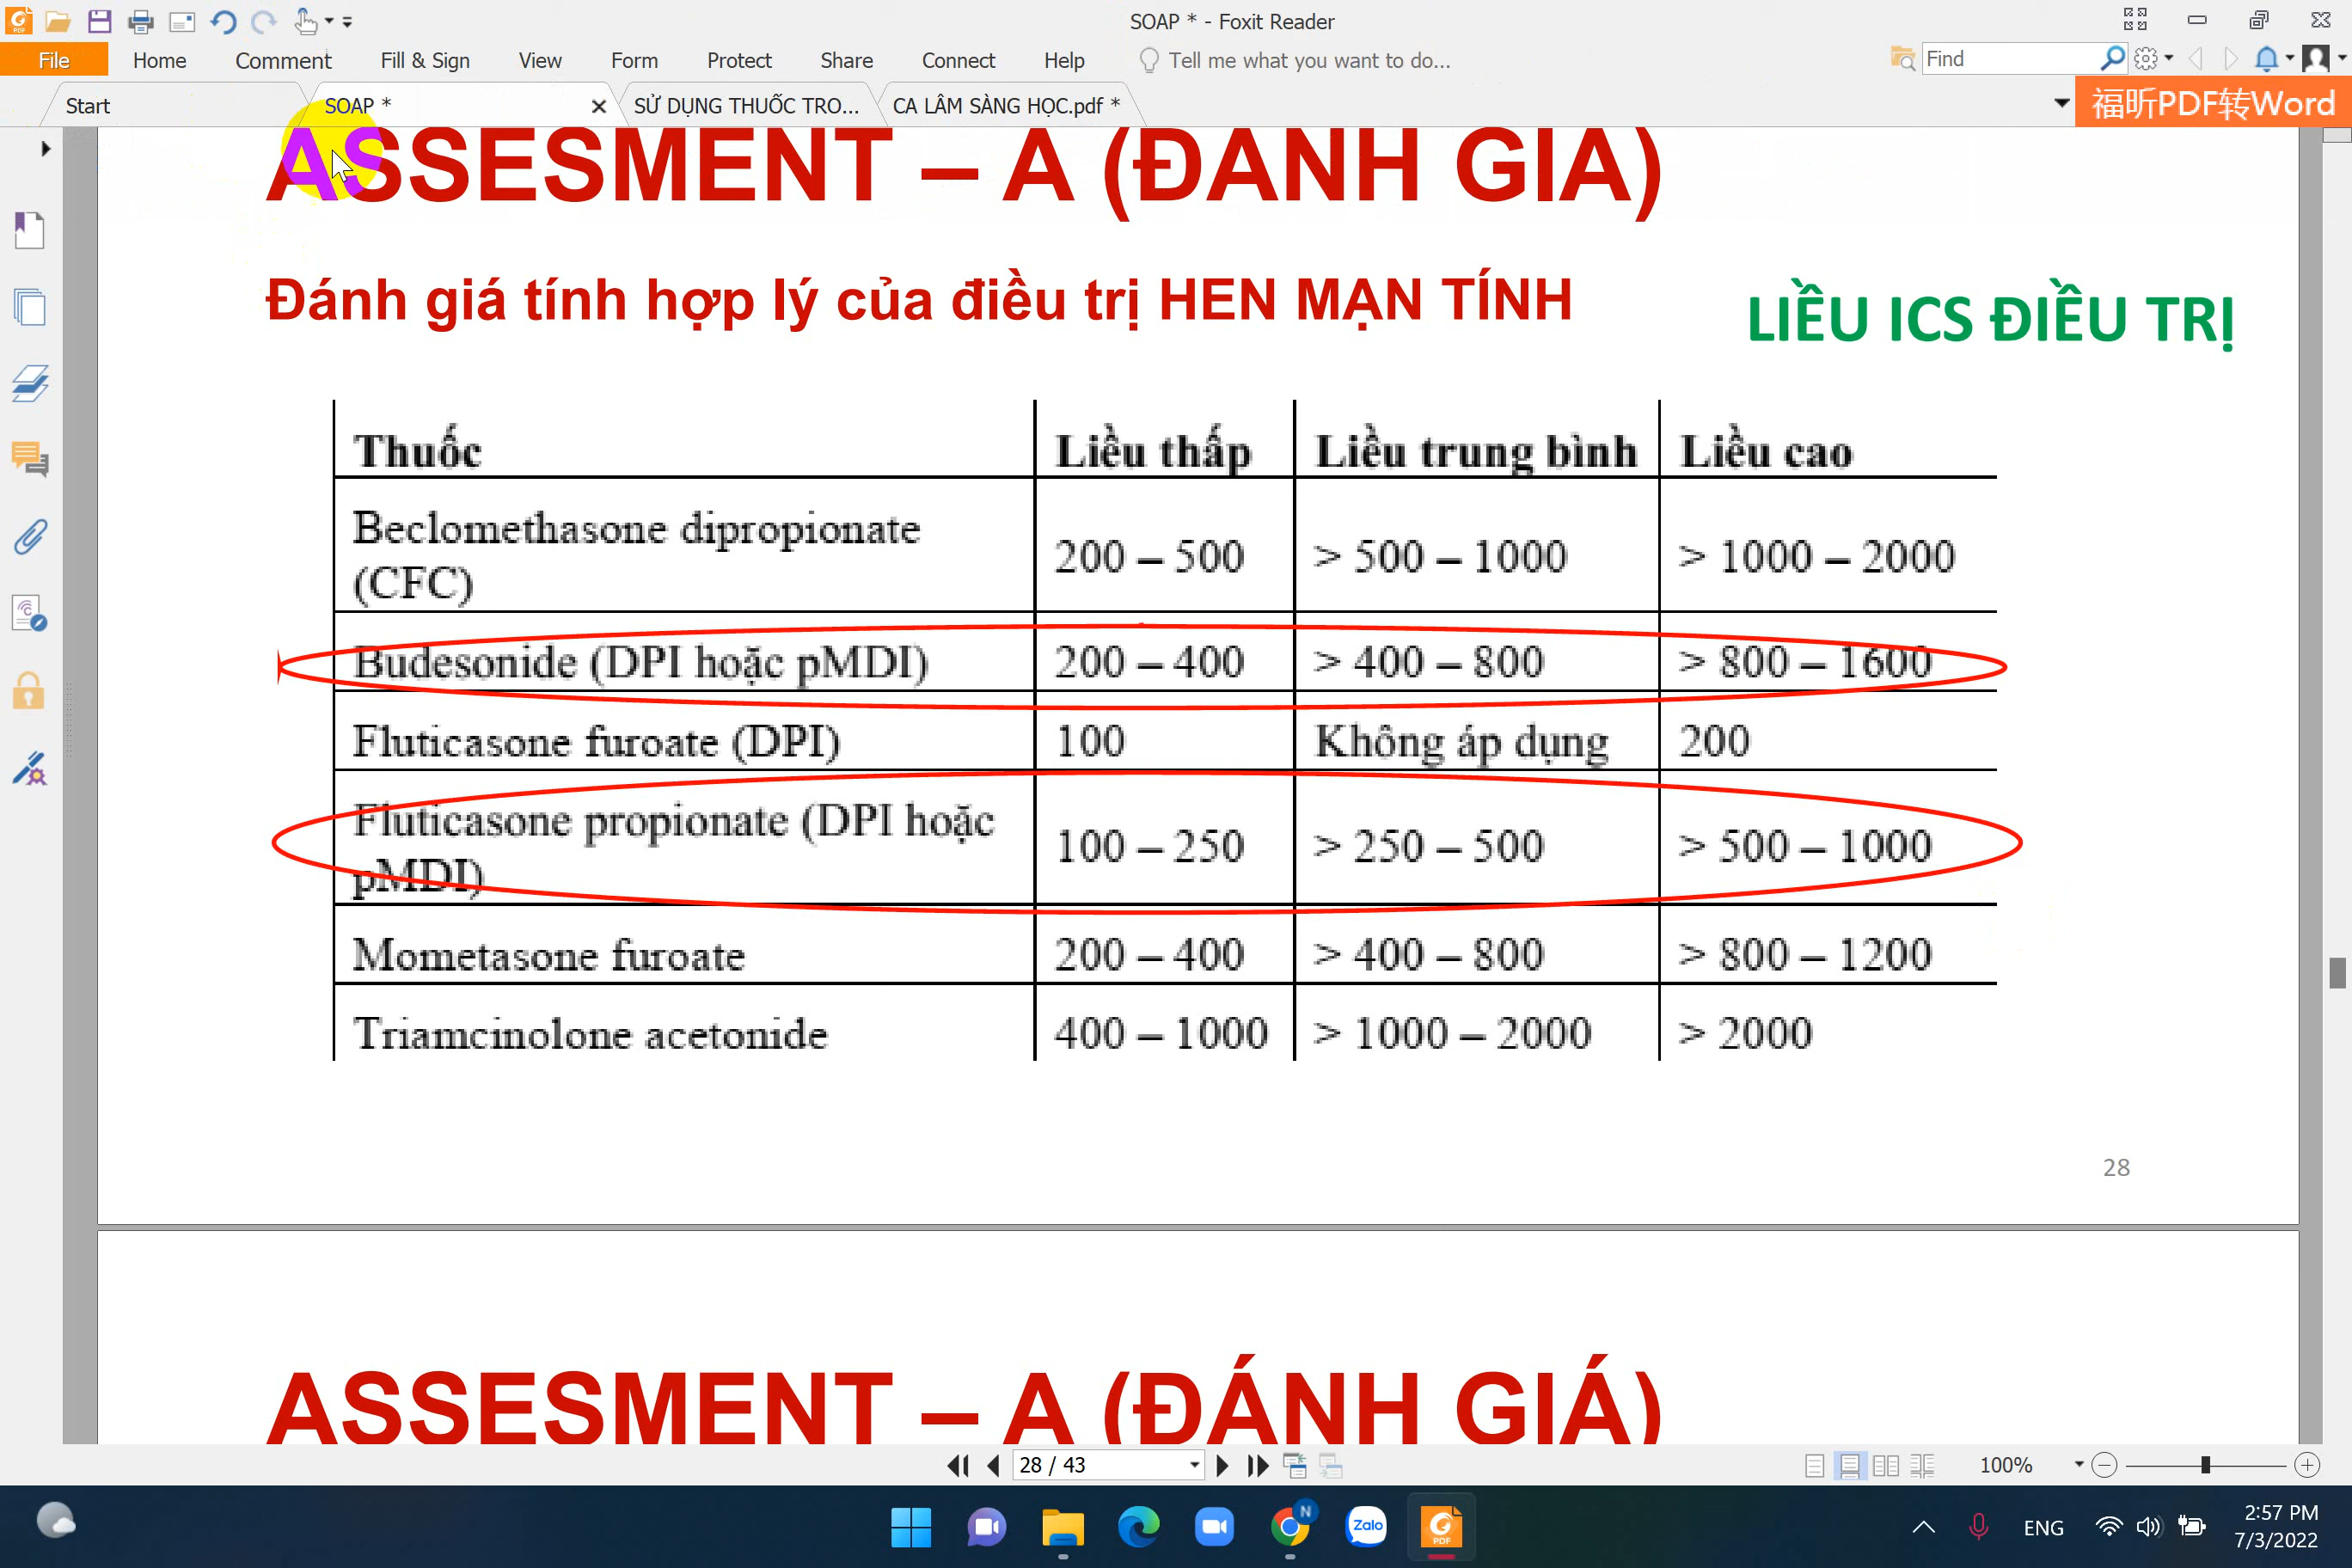 SOAP * - Foxit Reader
File Home Comment Fill & Sign View Form Protect Share Connect Help Tell me what you want to do... Find
Start SOAP * SỬ DỤNG THUỐC TRO... CA LÂM SÀNG HỌC.pdf * 福昕PDF转Word
ASSESMENT – A (ĐÁNH GIÁ)
Đánh giá tính hợp lý của điều trị HEN MẠN TÍNH
LIỀU ICS ĐIỀU TRỊ
Thuốc Liều thấp Liều trung bình Liều cao
Beclomethasone dipropionate
(CFC) 200 – 500 > 500 – 1000 > 1000 – 2000
Budesonide (DPI hoặc pMDI) 200 – 400 > 400 – 800 > 800 – 1600
Fluticasone furoate (DPI) 100 Không áp dụng 200
Fluticasone propionate (DPI hoặc
pMDI) 100 – 250 > 250 – 500 > 500 – 1000
Mometasone furoate 200 – 400 > 400 – 800 > 800 – 1200
Triamcinolone acetonide 400 – 1000 > 1000 – 2000 > 2000
28
ASSESMENT – A (ĐÁNH GIÁ)
28 / 43 100%
N Zalo PDF ENG 2:57 PM
7/3/2022